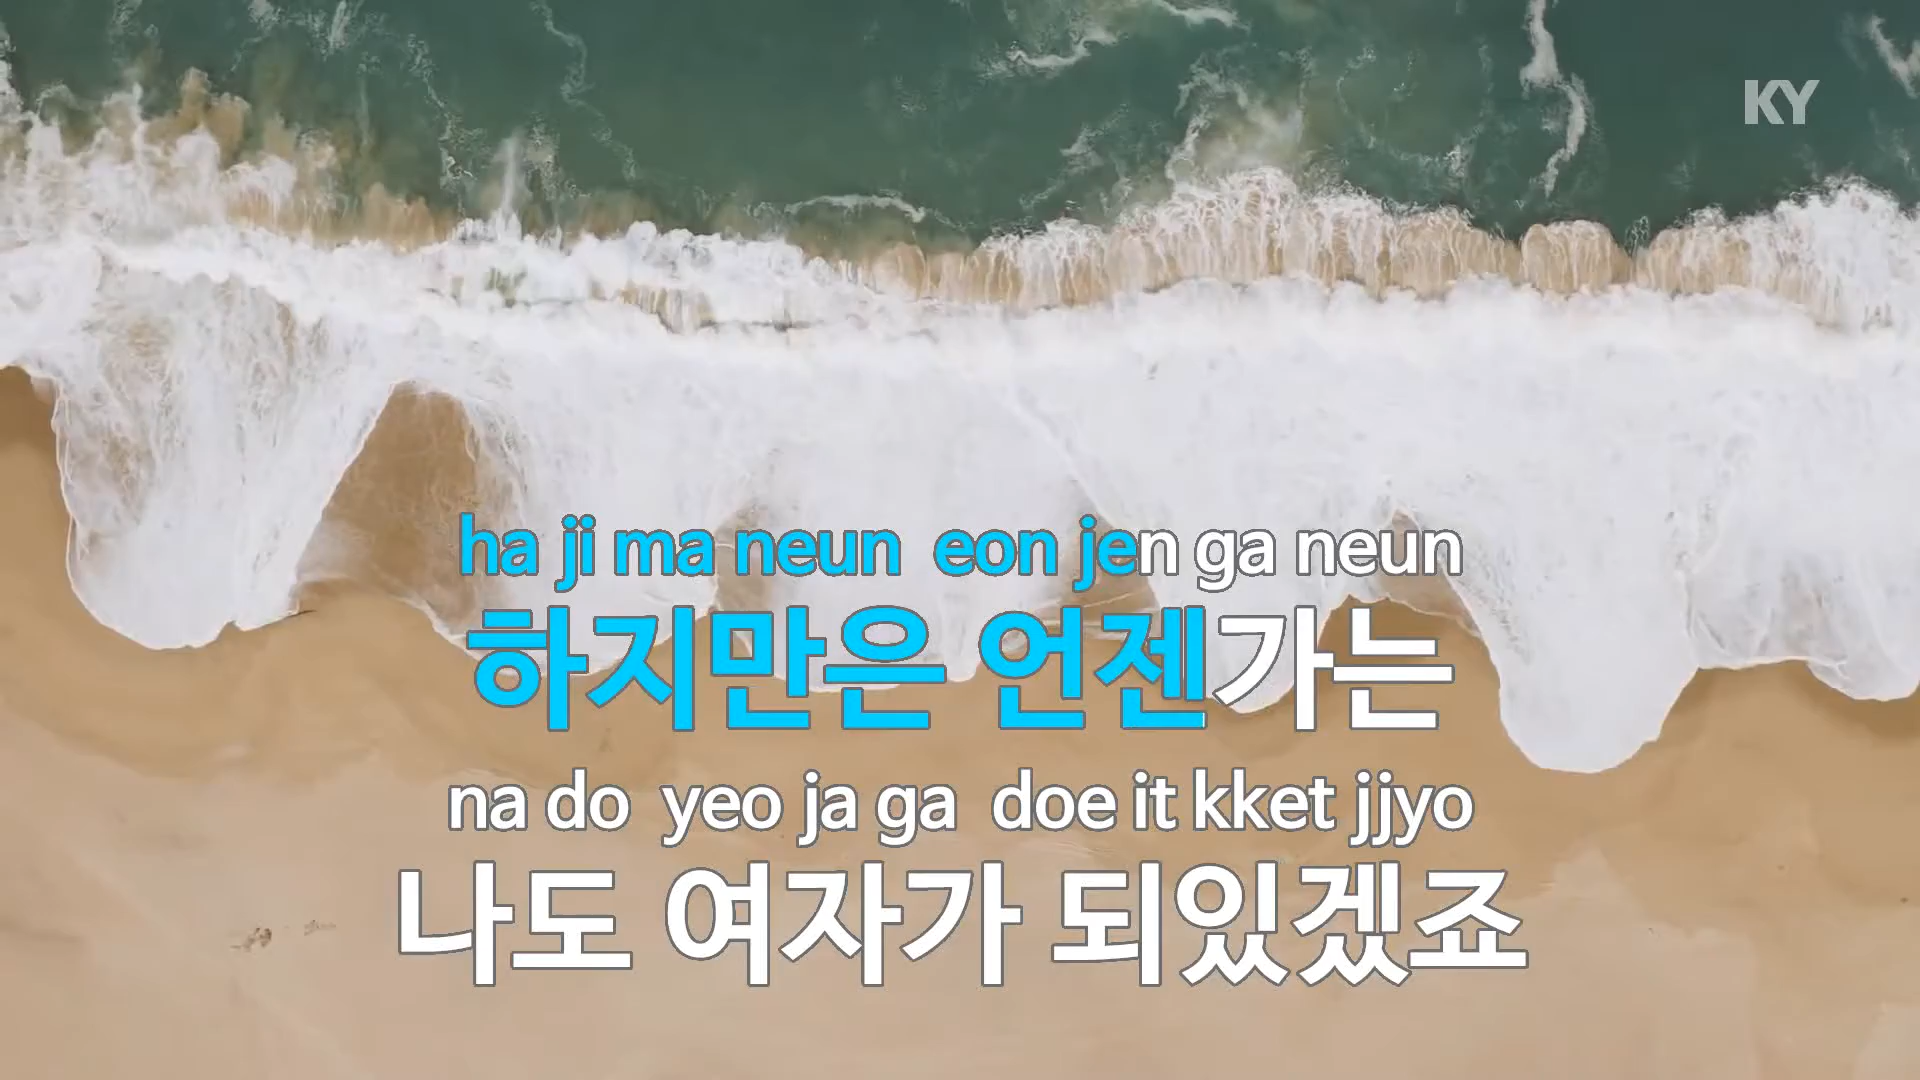 KY
ha ji ma neun eon jen ga neun
하지만은 언젠가는
na do yeo ja ga doe it kket jjyo
나도 여자가 되있겠죠